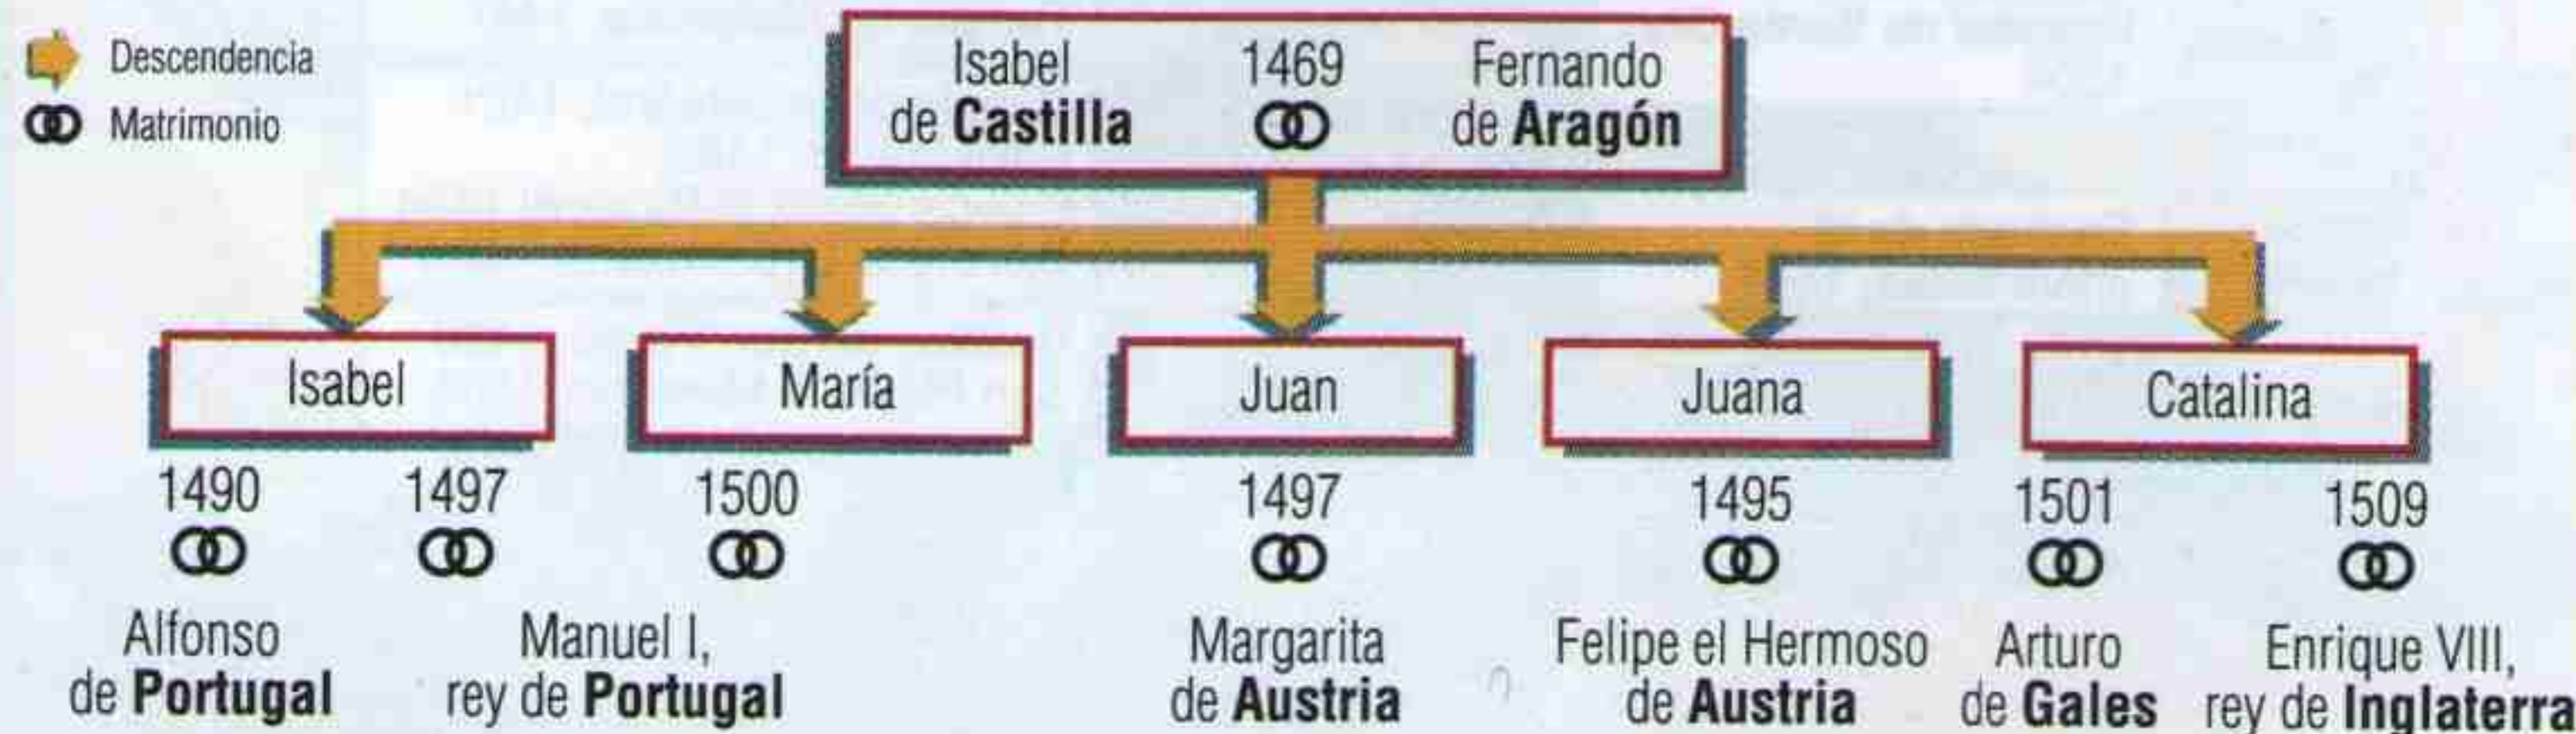 Descendencia
Matrimonio
Isabel 1469 Fernando
de Castilla de Aragón
Isabel María Juan Juana Catalina
1490 1497 1500 1497 1495 1501 1509
Alfonso Manuel I, Margarita Felipe el Hermoso Arturo Enrique VIII,
de Portugal rey de Portugal de Austria de Austria de Gales rey de Inglaterra